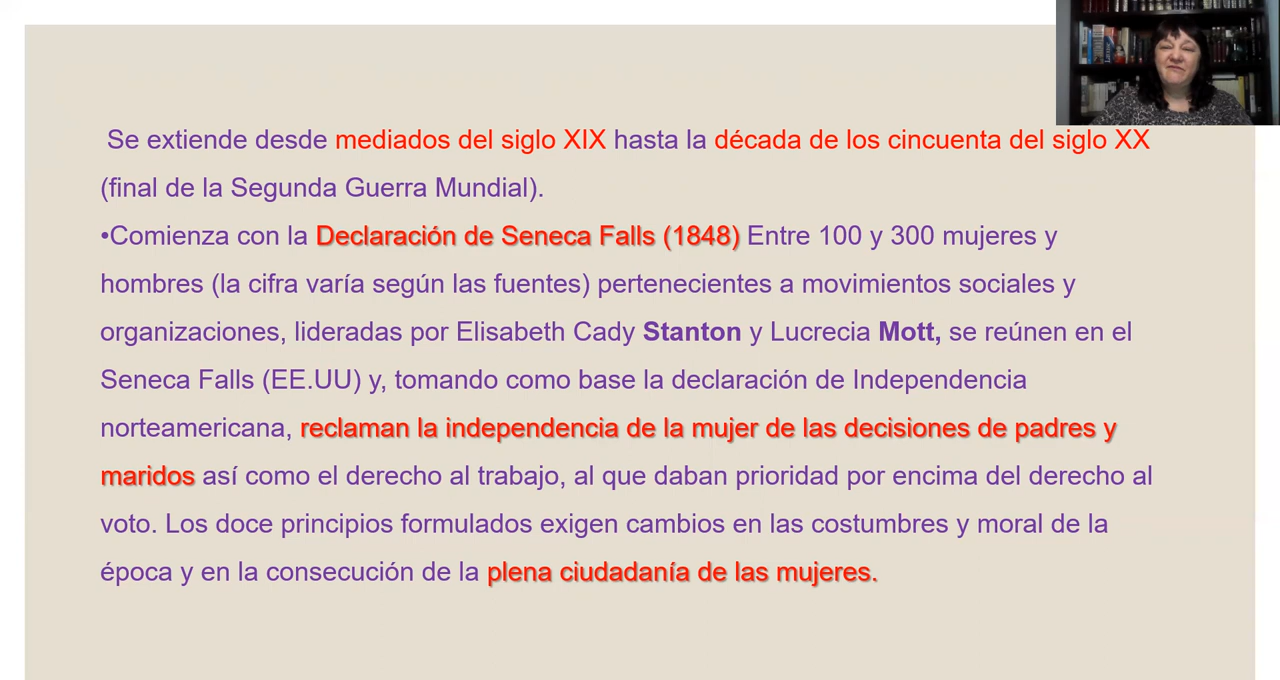 Se extiende desde mediados del siglo XIX hasta la década de los cincuenta del siglo XX
(final de la Segunda Guerra Mundial).
•Comienza con la Declaración de Seneca Falls (1848) Entre 100 y 300 mujeres y
hombres (la cifra varía según las fuentes) pertenecientes a movimientos sociales y
organizaciones, lideradas por Elisabeth Cady Stanton y Lucrecia Mott, se reúnen en el
Seneca Falls (EE.UU) y, tomando como base la declaración de Independencia
norteamericana, reclaman la independencia de la mujer de las decisiones de padres y
maridos así como el derecho al trabajo, al que daban prioridad por encima del derecho al
voto. Los doce principios formulados exigen cambios en las costumbres y moral de la
época y en la consecución de la plena ciudadanía de las mujeres.